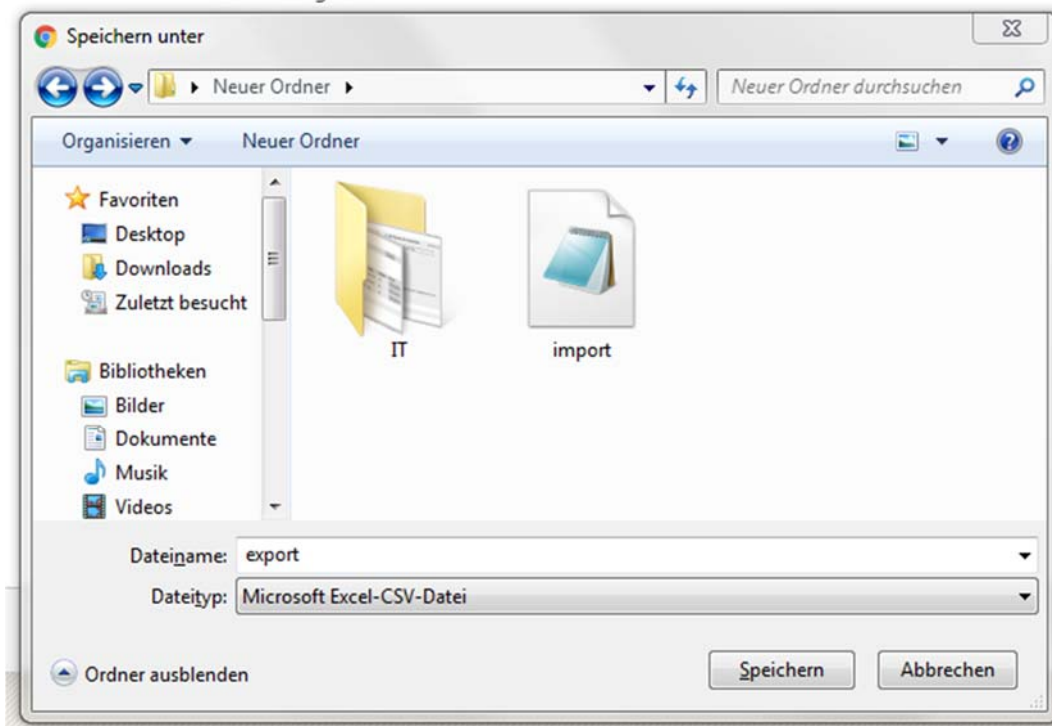 Speichern unter
Neuer Ordner
Neuer Ordner durchsuchen
Organisieren
Neuer Ordner
Favoriten
Desktop
Downloads
Zuletzt besucht
Bibliotheken
Bilder
Dokumente
Musik
Videos
IT
import
Dateiname: export
Dateityp: Microsoft Excel-CSV-Datei
Ordner ausblenden
Speichern
Abbrechen